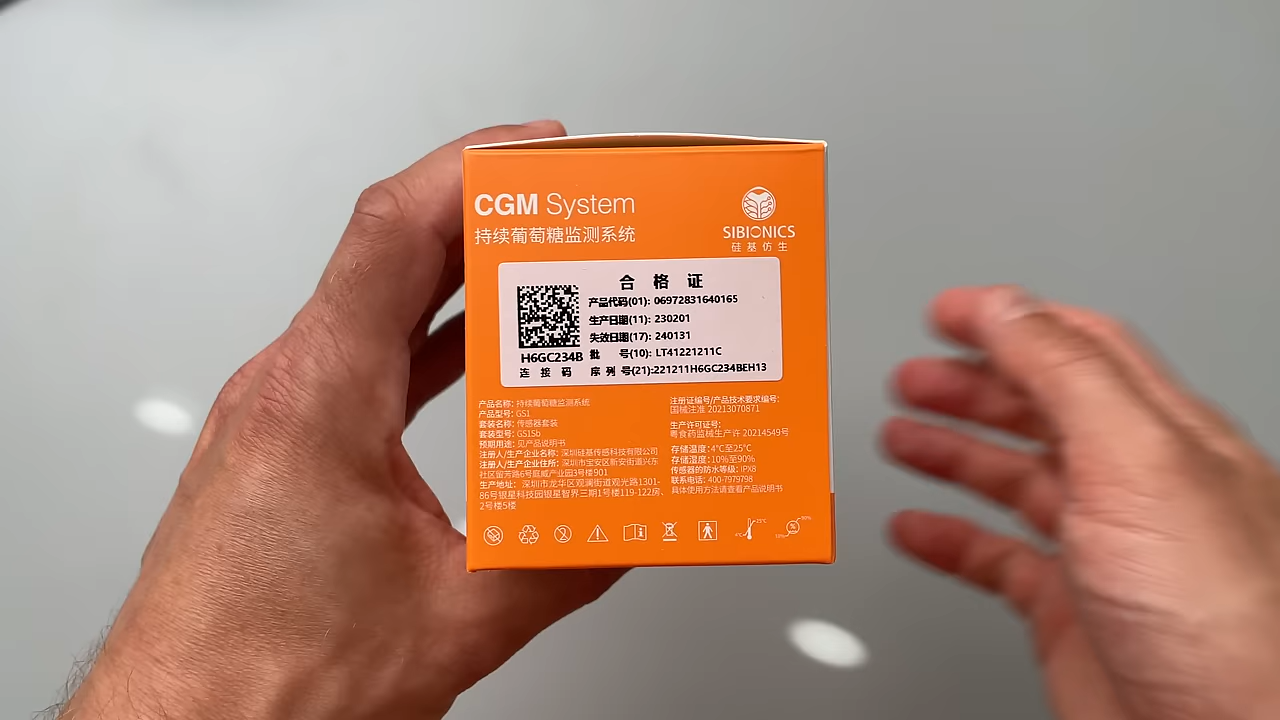 CGM System
持续葡萄糖监测系统
SIBIONICS
硅基仿生
合格证
产品代码(01): 06972831640165
生产日期(11): 230201
失效日期(17): 240131
批 号(10): LT41221211C
序列号(21):221211H6GC234BEH13
H6GC234B
连接码
产品名称: 持续葡萄糖监测系统
产品型号: GS1
套装名称: 传感器套装
套装型号: GS1Sb
预期用途: 见产品说明书
注册人/生产企业名称: 深圳硅基传感科技有限公司
注册人/生产企业住所: 深圳市宝安区新安街道兴东
社区留芳路6号庭威产业园3号楼901
生产地址: 深圳市龙华区观澜街道观光路1301-
86号银星科技园银星智界三期1号楼119-122房、
2号楼5楼
注册证编号/产品技术要求编号:
国械注准 20213070871
生产许可证号:
粤食药监械生产许 20214549号
存储温度: 4°C至25°C
存储湿度: 10%至90%
传感器的防水等级: IPX8
联系电话: 400-7979798
具体使用方法请查看产品说明书
4°C
25°C
10%
90%